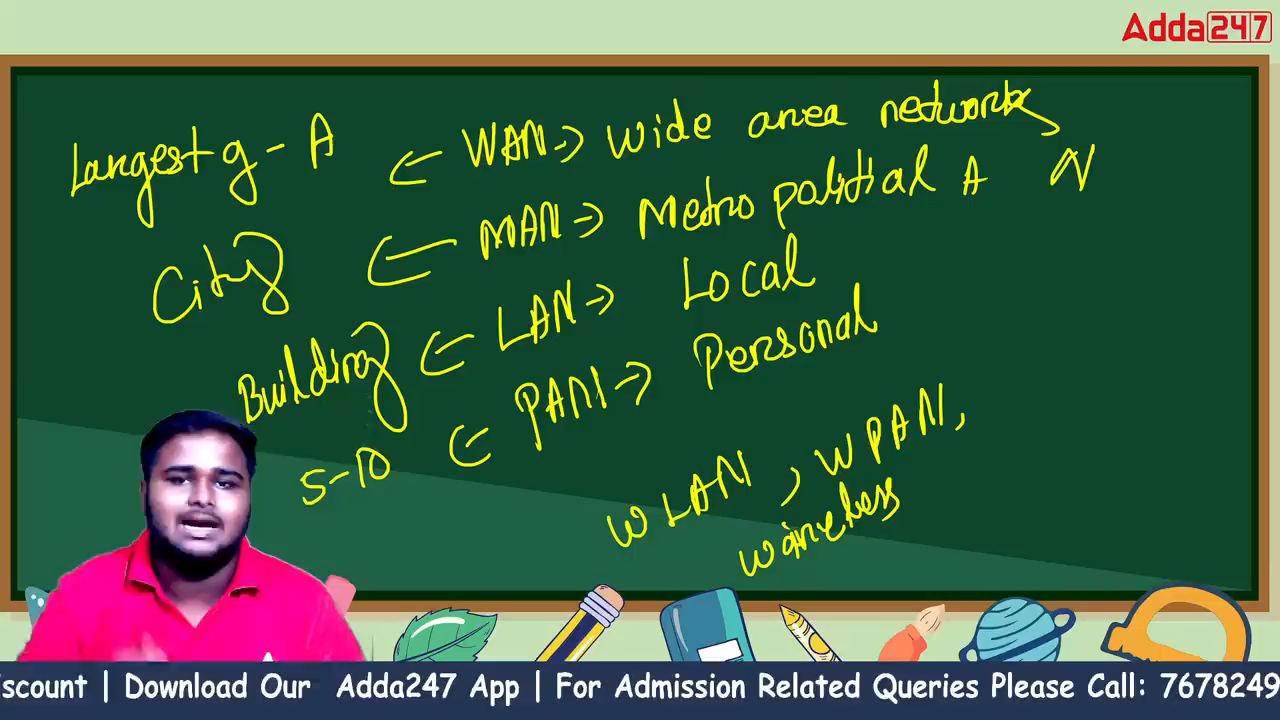 Adda247
Largest g - A ← WAN → Wide area network
City ← MAN → Metro politial A N
Building ← LAN → Local
5-10 ← PAN → Personal
WLAN, WPAN,
Wireless
iscount | Download Our Adda247 App | For Admission Related Queries Please Call: 7678249